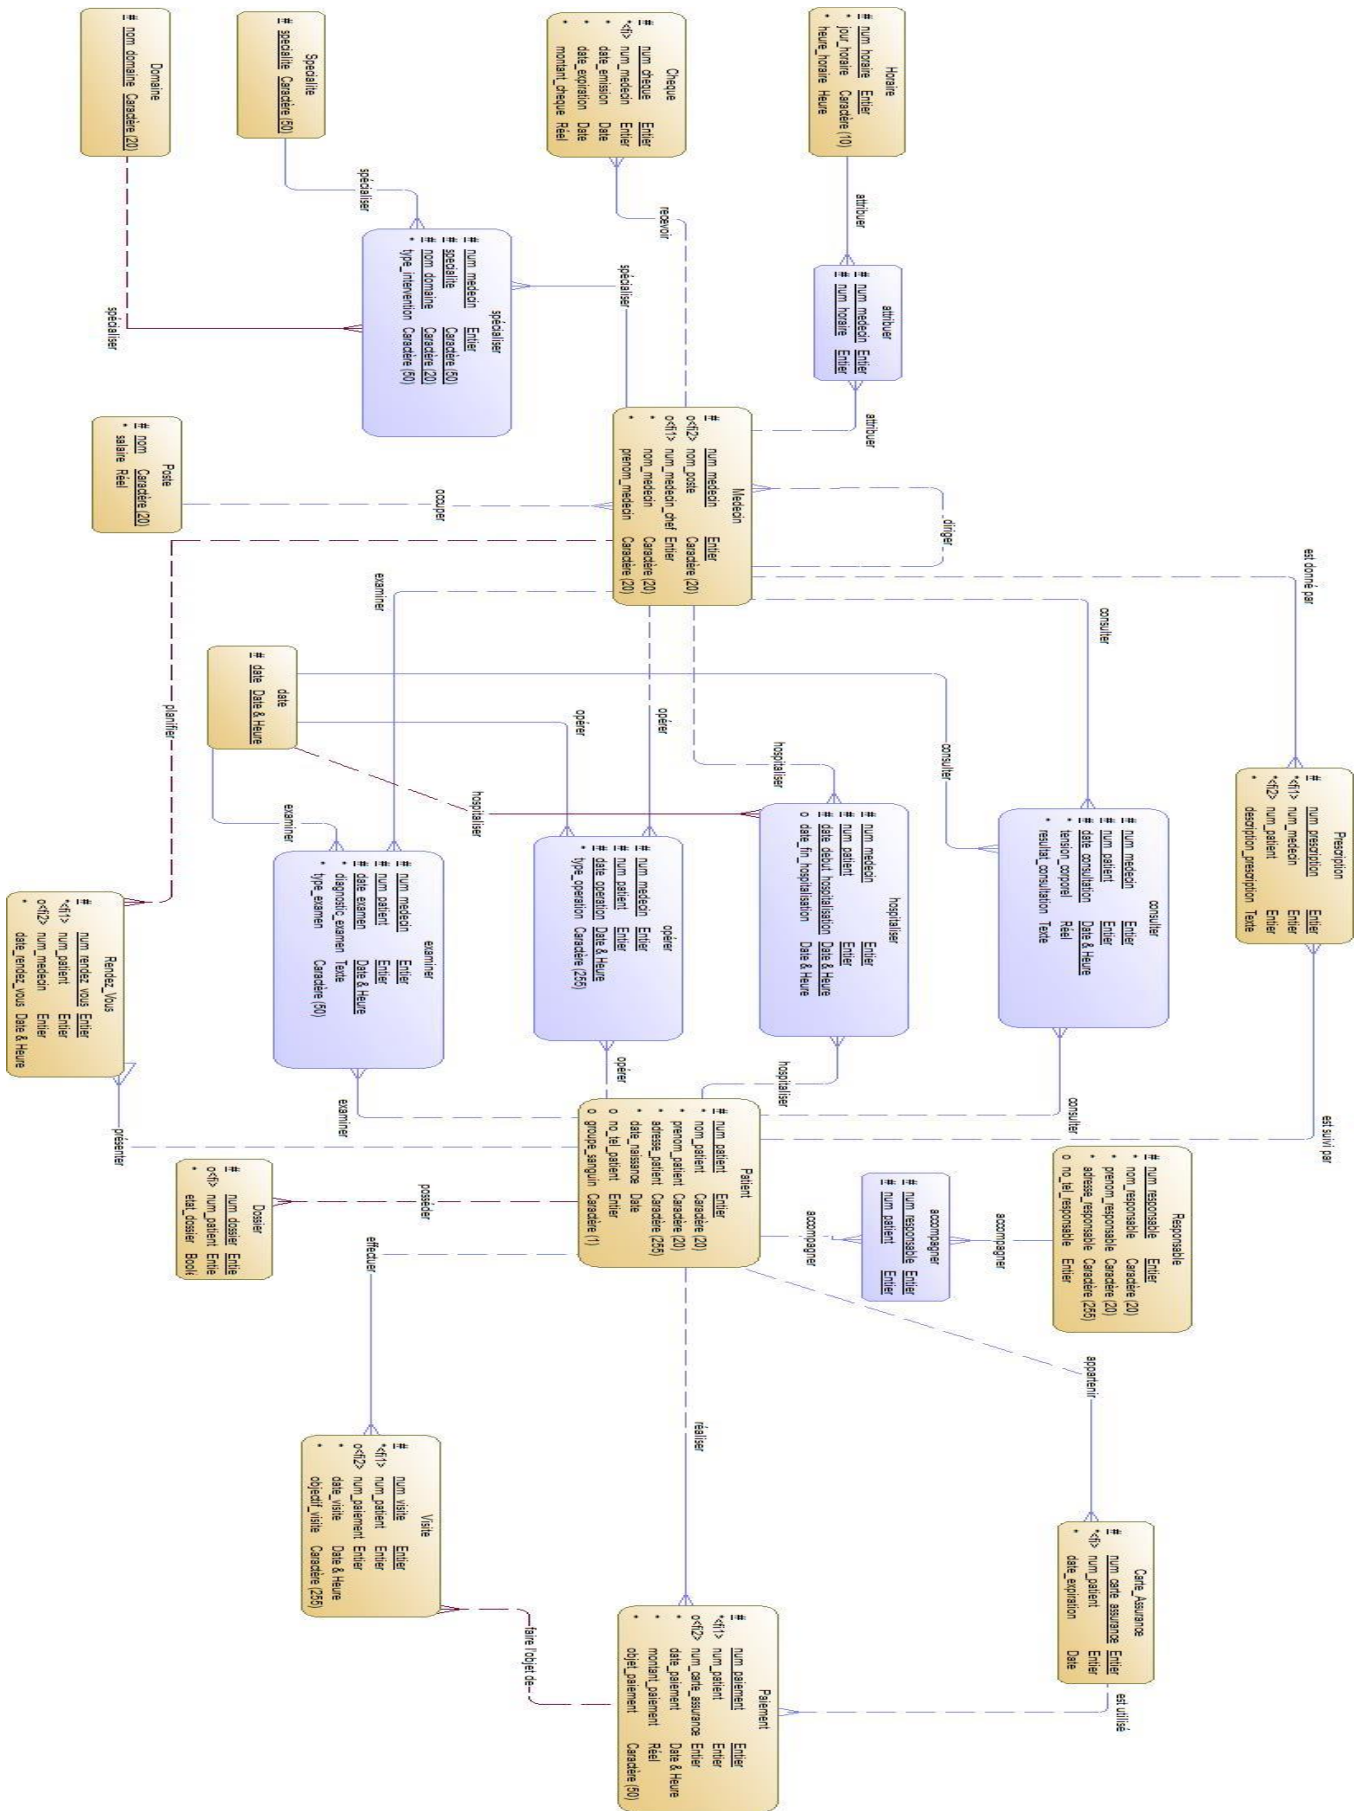 Horaire
# num_horaire Entier
* jour_horaire Caractère (10)
* heure_horaire Heure
Cheque
# num_cheque Entier
*<fi> num_medecin Entier
* date_emission Date
* date_expiration Date
* montant_cheque Réel
Specialite
# specialite Caractère (50)
Domaine
# nom_domaine Caractère (20)
attribuer
recevoir
spécialiser
spécialiser
spécialiser
attribuer
# num_medecin Entier
# num_horaire Entier
spécialiser
# num_medecin Entier
# specialite Caractère (50)
# nom_domaine Caractère (20)
* type_intervention Caractère (50)
attribuer
Medecin
# num_medecin Entier
o<fi2> nom_poste Caractère (20)
o<fi1> num_medecin_chef Entier
* nom_medecin Caractère (20)
* prenom_medecin Caractère (20)
Poste
# nom Caractère (20)
* salaire Réel
occuper
diriger
est donné par
consulter
examiner
opérer
hospitaliser
planifier
date
# date Date & Heure
consulter
opérer
hospitaliser
examiner
Prescription
# num_prescription Entier
*<fi1> num_medecin Entier
*<fi2> num_patient Entier
* description_prescription Texte
consulter
# num_medecin Entier
# num_patient Entier
# date_consultation Date & Heure
* tension_corporel Réel
* resultat_consultation Texte
hospitaliser
# num_medecin Entier
# num_patient Entier
# date_debut_hospitalisation Date & Heure
o date_fin_hospitalisation Date & Heure
opérer
# num_medecin Entier
# num_patient Entier
# date_operation Date & Heure
* type_operation Caractère (255)
examiner
# num_medecin Entier
# num_patient Entier
# date_examen Date & Heure
* diagnostic_examen Texte
* type_examen Caractère (50)
Rendez_Vous
# num_rendez_vous Entier
*<fi1> num_patient Entier
o<fi2> num_medecin Entier
* date_rendez_vous Date & Heure
est suivi par
consulter
hospitaliser
opérer
examiner
présenter
Responsable
# num_responsable Entier
* nom_responsable Caractère (20)
* prenom_responsable Caractère (20)
* adresse_responsable Caractère (255)
o no_tel_responsable Entier
accompagner
accompagner
# num_responsable Entier
# num_patient Entier
accompagner
Patient
# num_patient Entier
* nom_patient Caractère (20)
* prenom_patient Caractère (20)
* adresse_patient Caractère (255)
* date_naissance Date
o no_tel_patient Entier
o groupe_sanguin Caractère (1)
Dossier
# num_dossier Entie
o<fi> num_patient Entie
* etat_dossier Boolé
posséder
effectuer
réaliser
appartenir
Carte_Assurance
# num_carte_assurance Entier
*<fi> num_patient Entier
* date_expiration Date
Visite
# num_visite Entier
*<fi1> num_patient Entier
o<fi2> num_paiement Entier
* date_visite Date & Heure
* objectif_visite Caractère (255)
est utilisé
faire l'objet de
Paiement
# num_paiement Entier
*<fi1> num_patient Entier
o<fi2> num_carte_assurance Entier
* date_paiement Date & Heure
* montant_paiement Réel
* objet_paiement Caractère (50)